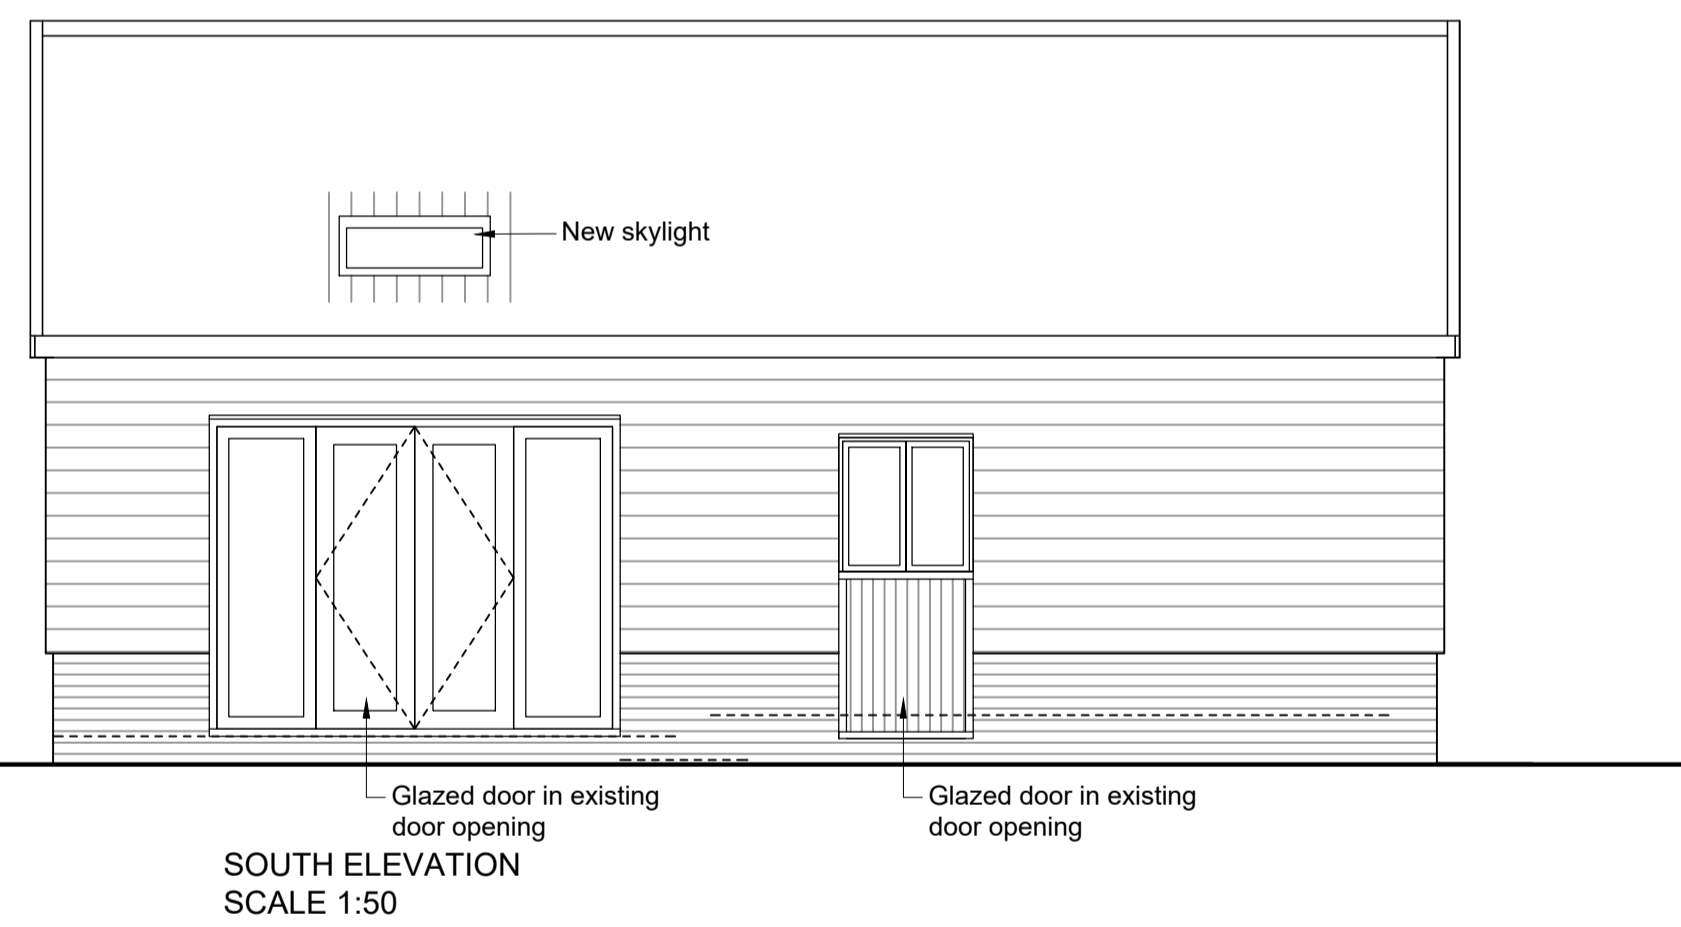 New skylight
Glazed door in existing
door opening
Glazed door in existing
door opening
SOUTH ELEVATION
SCALE 1:50